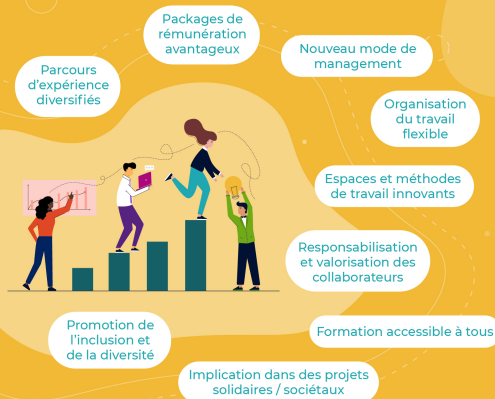 Packages de
rémunération
avantageux
Nouveau mode de
management
Parcours
d'expérience
diversifiés
Organisation
du travail
flexible
Espaces et méthodes
de travail innovants
Responsabilisation
et valorisation des
collaborateurs
Promotion de
l'inclusion et
de la diversité
Formation accessible à tous
Implication dans des projets
solidaires / sociétaux